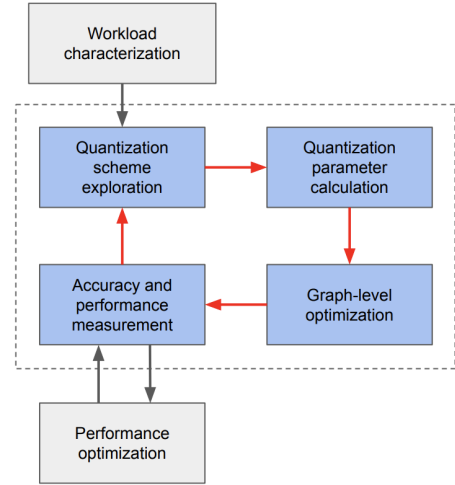 Workload
characterization
Quantization
scheme
exploration
Quantization
parameter
calculation
Accuracy and
performance
measurement
Graph-level
optimization
Performance
optimization